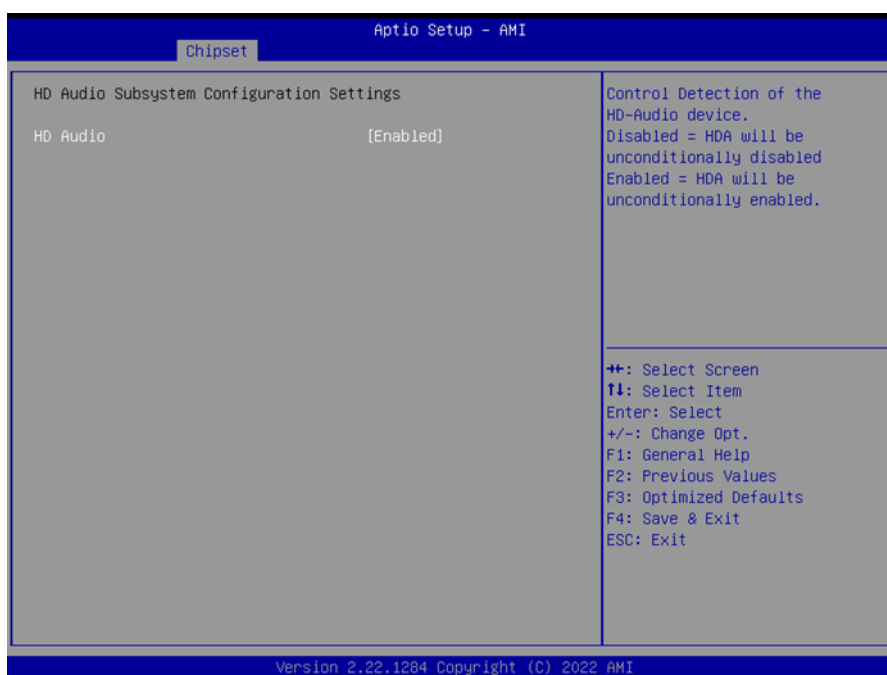 Aptio Setup – AMI
Chipset
HD Audio Subsystem Configuration Settings
HD Audio [Enabled]
Control Detection of the
HD-Audio device.
Disabled = HDA will be
unconditionally disabled
Enabled = HDA will be
unconditionally enabled.
→←: Select Screen
↑↓: Select Item
Enter: Select
+/-: Change Opt.
F1: General Help
F2: Previous Values
F3: Optimized Defaults
F4: Save & Exit
ESC: Exit
Version 2.22.1284 Copyright (C) 2022 AMI